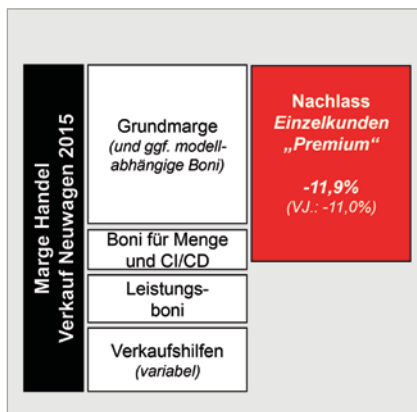 Marge Handel
Verkauf Neuwagen 2015
Grundmarge
(und ggf. modell-
abhängige Boni)
Boni für Menge
und CI/CD
Leistungs-
boni
Verkaufshilfen
(variabel)
Nachlass
Einzelkunden
„Premium“
-11,9%
(VJ.: -11,0%)